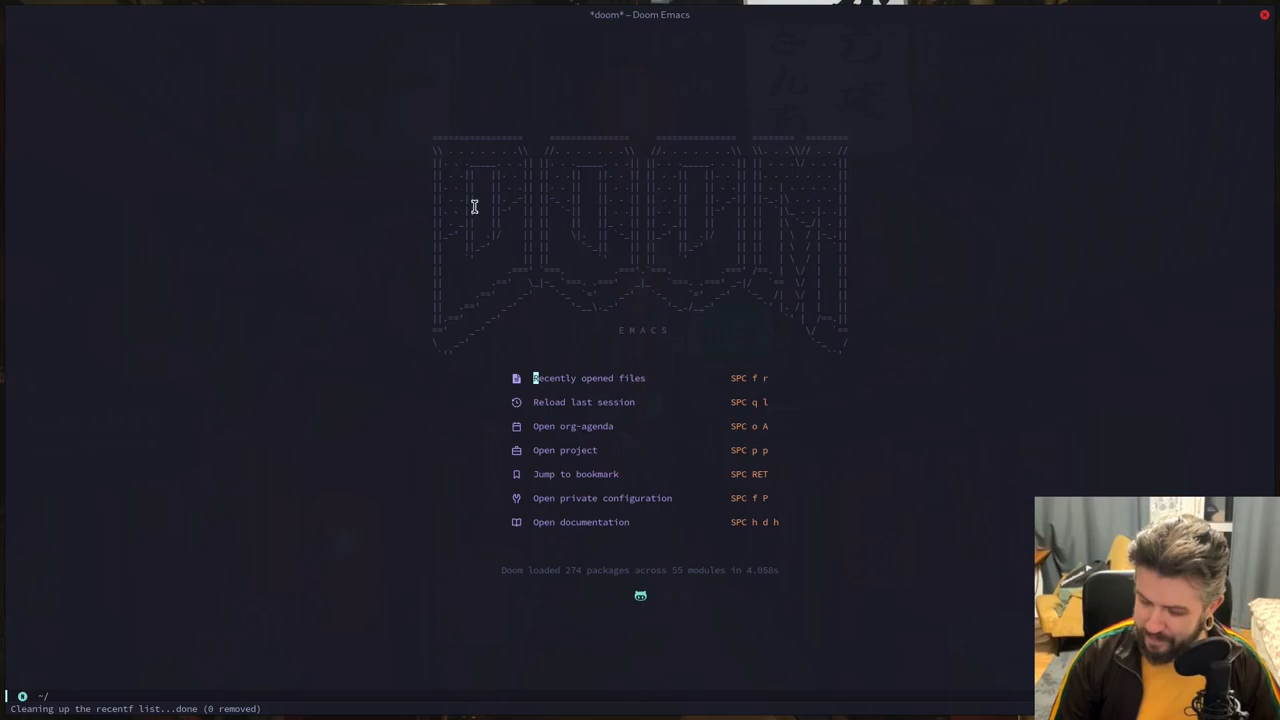 *doom* – Doom Emacs
E M A C S
Recently opened files SPC f r
Reload last session SPC q l
Open org-agenda SPC o A
Open project SPC p p
Jump to bookmark SPC RET
Open private configuration SPC f P
Open documentation SPC h d h
Doom loaded 274 packages across 55 modules in 4.058s
~/
Cleaning up the recentf list...done (0 removed)